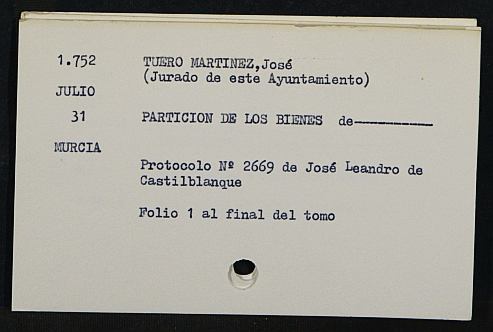 1.752 TUERO MARTINEZ,José
(Jurado de este Ayuntamiento)
JULIO
31 PARTICION DE LOS BIENES de----------
MURCIA
Protocolo Nº 2669 de José Leandro de
Castilblanque
Folio 1 al final del tomo